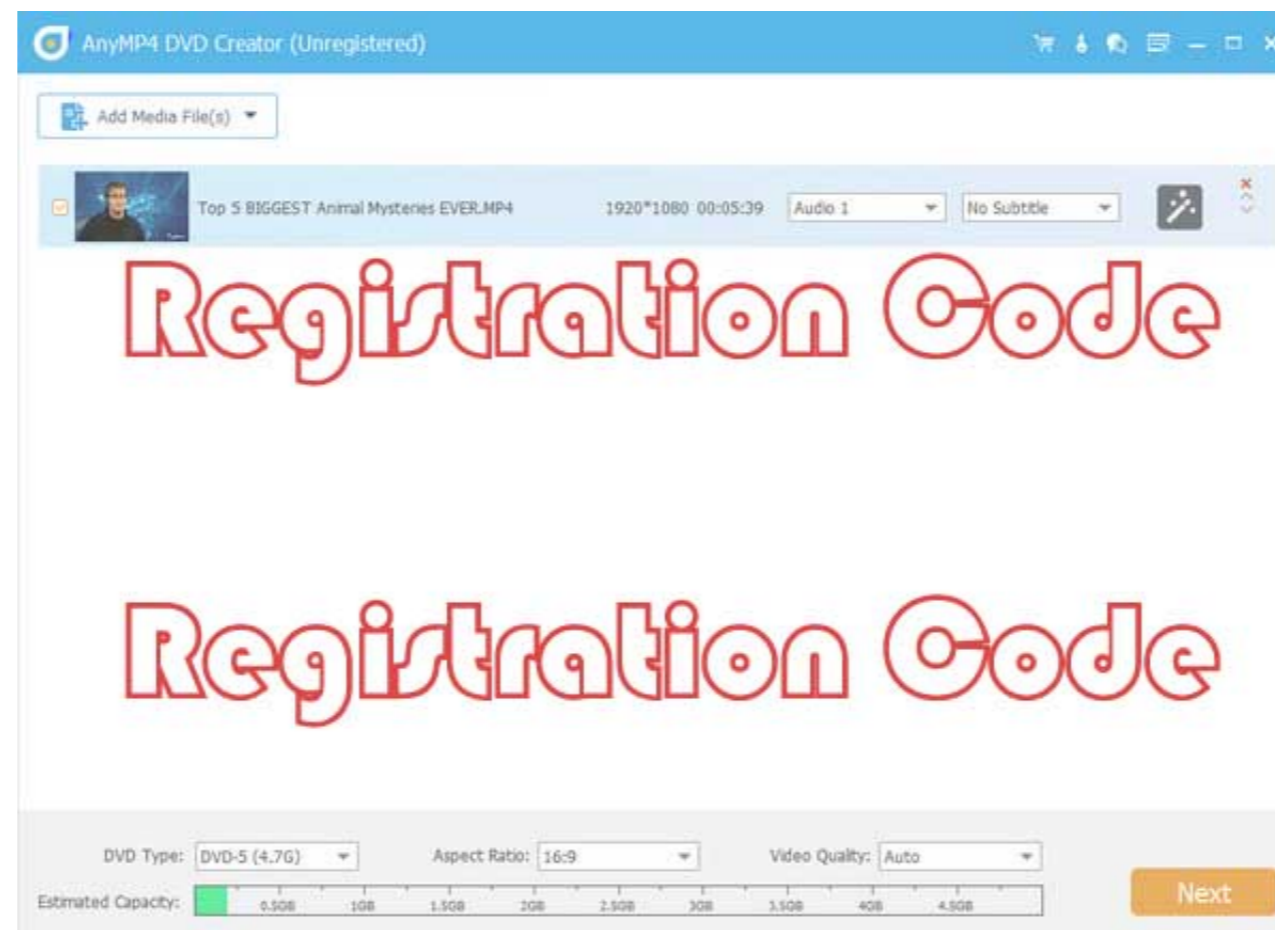 AnyMP4 DVD Creator (Unregistered)
Add Media File(s)
Top 5 BIGGEST Animal Mysteries EVER.MP4 1920*1080 00:05:39 Audio 1 No Subtitle
Registration Code
Registration Code
DVD Type: DVD-5 (4.7G) Aspect Ratio: 16:9 Video Quality: Auto
Estimated Capacity: 0.5GB 1GB 1.5GB 2GB 2.5GB 3GB 3.5GB 4GB 4.5GB
Next